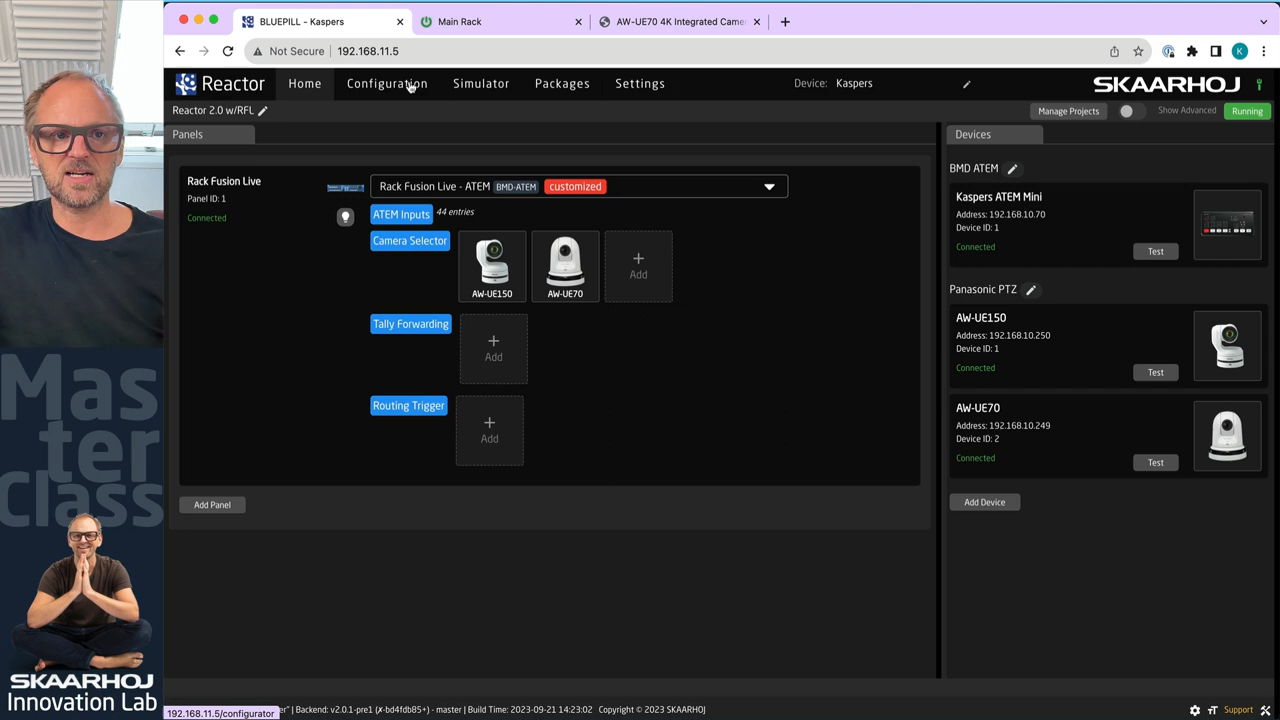 BLUEPILL - Kaspers
Main Rack
AW-UE70 4K Integrated Came
Not Secure 192.168.11.5
K
Reactor Home Configuration Simulator Packages Settings Device: Kaspers SKAARHOJ
Reactor 2.0 w/RFL Manage Projects Show Advanced Running
Panels
Rack Fusion Live
Panel ID: 1
Connected
Rack Fusion Live - ATEM BMD-ATEM customized
ATEM Inputs 44 entries
Camera Selector
AW-UE150
AW-UE70
Add
Tally Forwarding
Add
Routing Trigger
Add
Add Panel
Devices
BMD ATEM
Kaspers ATEM Mini
Address: 192.168.10.70
Device ID: 1
Connected
Test
Panasonic PTZ
AW-UE150
Address: 192.168.10.250
Device ID: 1
Connected
Test
AW-UE70
Address: 192.168.10.249
Device ID: 2
Connected
Test
Add Device
Mas
ter
Class
SKAARHOJ
Innovation Lab
192.168.11.5/configurator
Backend: v2.0.1-pre1 (✗-bd4fdb85+) - master | Build Time: 2023-09-21 14:23:02 Copyright © 2023 SKAARHOJ
Support